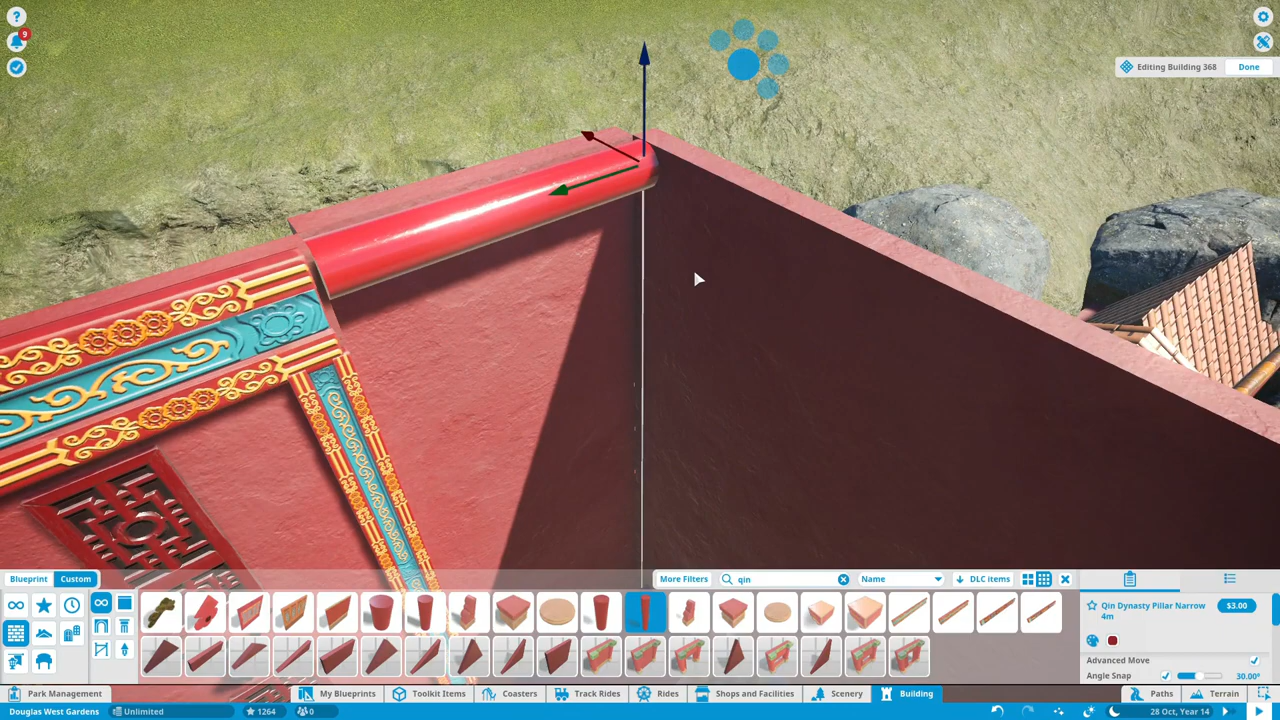 ?
9
Editing Building 368 Done
Blueprint Custom
More Filters qin Name DLC items
Qin Dynasty Pillar Narrow 4m $3.00
Advanced Move
Angle Snap 30.00°
Park Management My Blueprints Toolkit Items Coasters Track Rides Rides Shops and Facilities Scenery Building Paths Terrain
Douglas West Gardens Unlimited 1264 0 28 Oct, Year 14